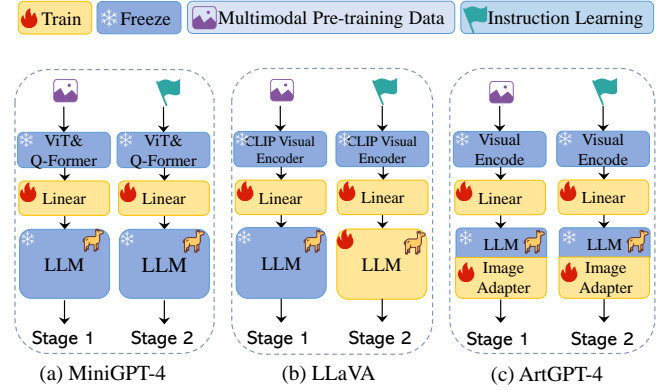 Train Freeze Multimodal Pre-training Data Instruction Learning
ViT& ViT& CLIP Visual CLIP Visual Visual Visual
Q-Former Q-Former Encoder Encoder Encode Encode
Linear Linear Linear Linear Linear Linear
LLM LLM LLM LLM LLM LLM
Image Image
Adapter Adapter
Stage 1 Stage 2 Stage 1 Stage 2 Stage 1 Stage 2
(a) MiniGPT-4 (b) LLaVA (c) ArtGPT-4